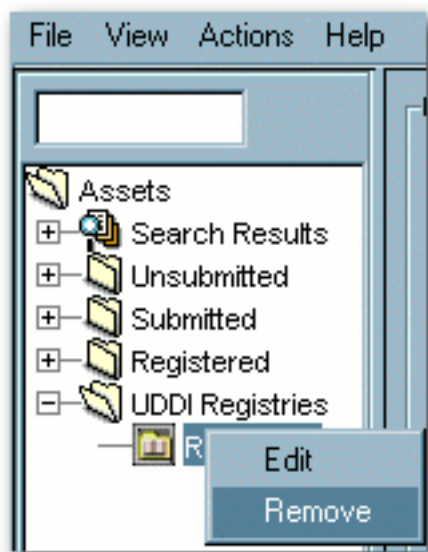 File View Actions Help
Assets
Search Results
Unsubmitted
Submitted
Registered
UDDI Registries
Edit
Remove